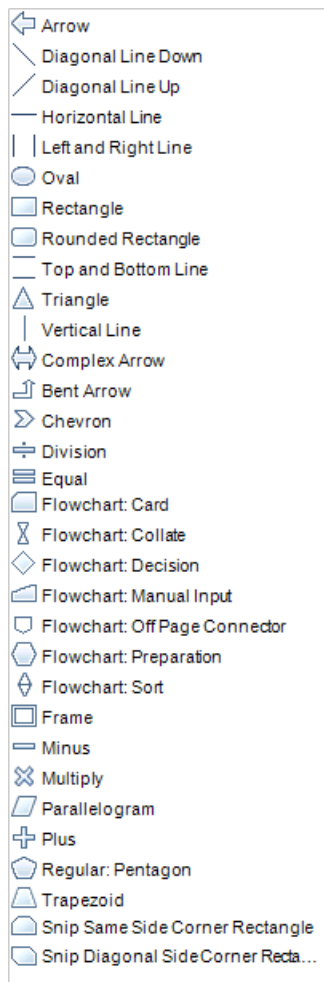 Arrow
Diagonal Line Down
Diagonal Line Up
Horizontal Line
Left and Right Line
Oval
Rectangle
Rounded Rectangle
Top and Bottom Line
Triangle
Vertical Line
Complex Arrow
Bent Arrow
Chevron
Division
Equal
Flowchart: Card
Flowchart: Collate
Flowchart: Decision
Flowchart: Manual Input
Flowchart: Off Page Connector
Flowchart: Preparation
Flowchart: Sort
Frame
Minus
Multiply
Parallelogram
Plus
Regular: Pentagon
Trapezoid
Snip Same Side Corner Rectangle
Snip Diagonal Side Corner Recta...